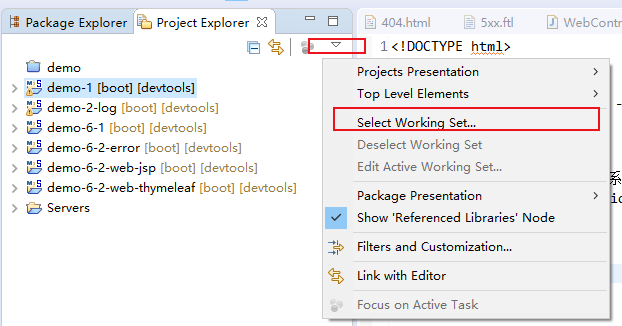 Package Explorer
Project Explorer
404.html
5xx.ftl
WebContr
1 <!DOCTYPE html>
demo
demo-1 [boot] [devtools]
demo-2-log [boot] [devtools]
demo-6-1 [boot] [devtools]
demo-6-2-error [boot] [devtools]
demo-6-2-web-jsp [boot] [devtools]
demo-6-2-web-thymeleaf [boot] [devtools]
Servers
Projects Presentation
Top Level Elements
Select Working Set...
Deselect Working Set
Edit Active Working Set...
Package Presentation
Show 'Referenced Libraries' Node
Filters and Customization...
Link with Editor
Focus on Active Task
系